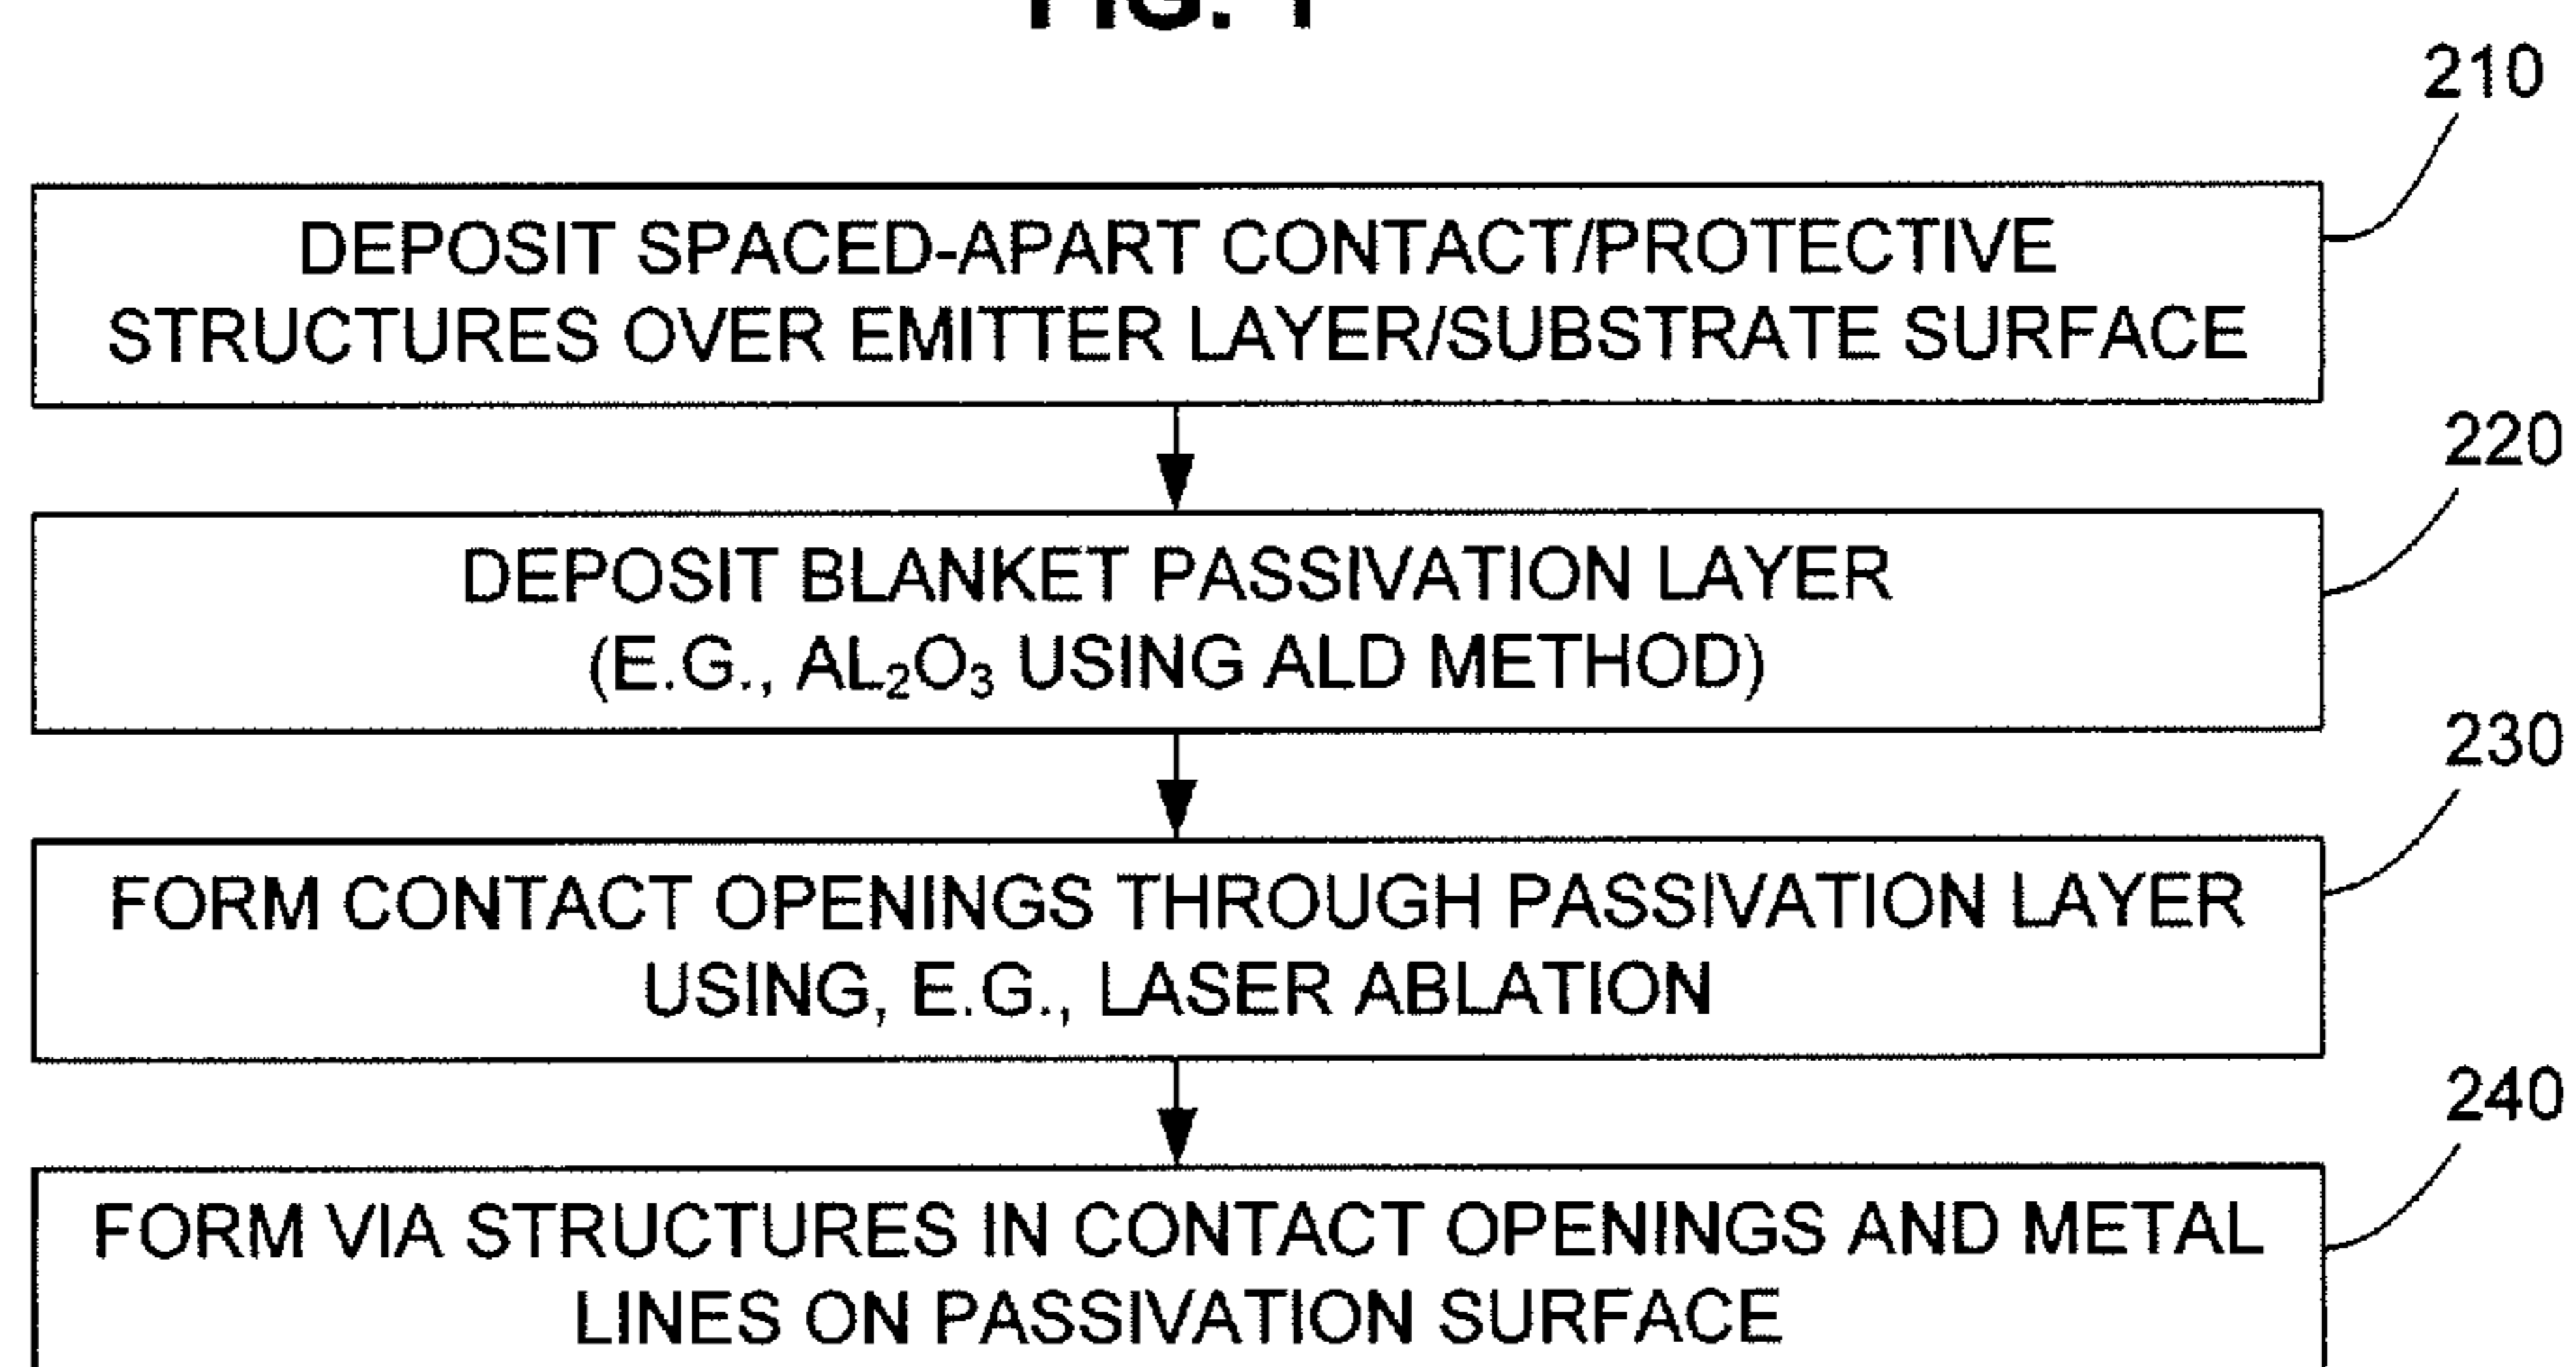 FIG. 1
210
DEPOSIT SPACED-APART CONTACT/PROTECTIVE
STRUCTURES OVER EMITTER LAYER/SUBSTRATE SURFACE
220
DEPOSIT BLANKET PASSIVATION LAYER
(E.G., AL₂O₃ USING ALD METHOD)
230
FORM CONTACT OPENINGS THROUGH PASSIVATION LAYER
USING, E.G., LASER ABLATION
240
FORM VIA STRUCTURES IN CONTACT OPENINGS AND METAL
LINES ON PASSIVATION SURFACE